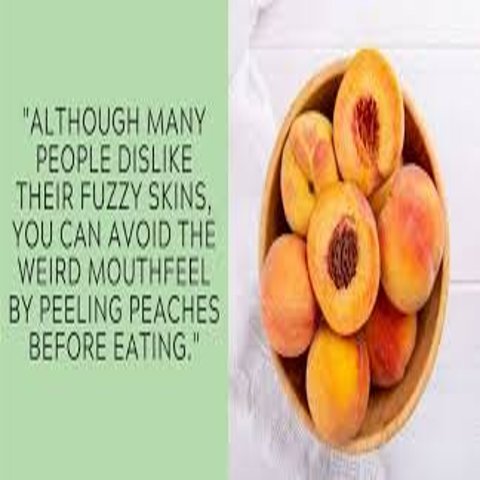 "ALTHOUGH MANY
PEOPLE DISLIKE
THEIR FUZZY SKINS,
YOU CAN AVOID THE
WEIRD MOUTHFEEL
BY PEELING PEACHES
BEFORE EATING."